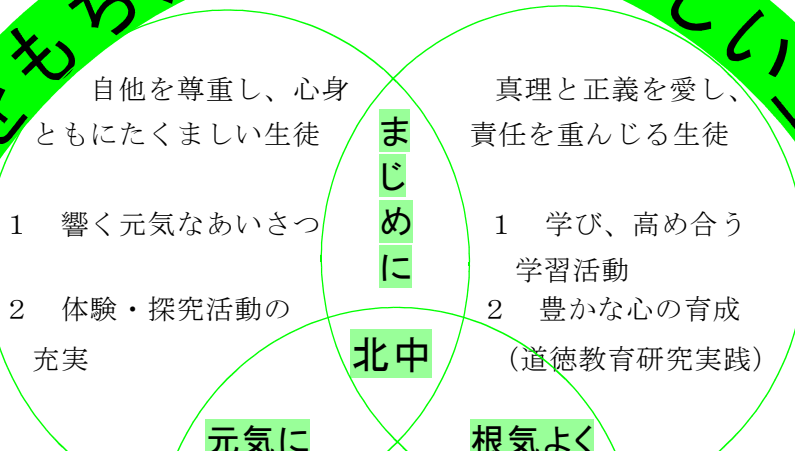 ともち
しい
自他を尊重し、心身
ともにたくましい生徒
1 響く元気なあいさつ
2 体験・探究活動の
充実
まじめに
真理と正義を愛し、
責任を重んじる生徒
1 学び、高め合う
学習活動
2 豊かな心の育成
（道徳教育研究実践）
北中
元気に
根気よく